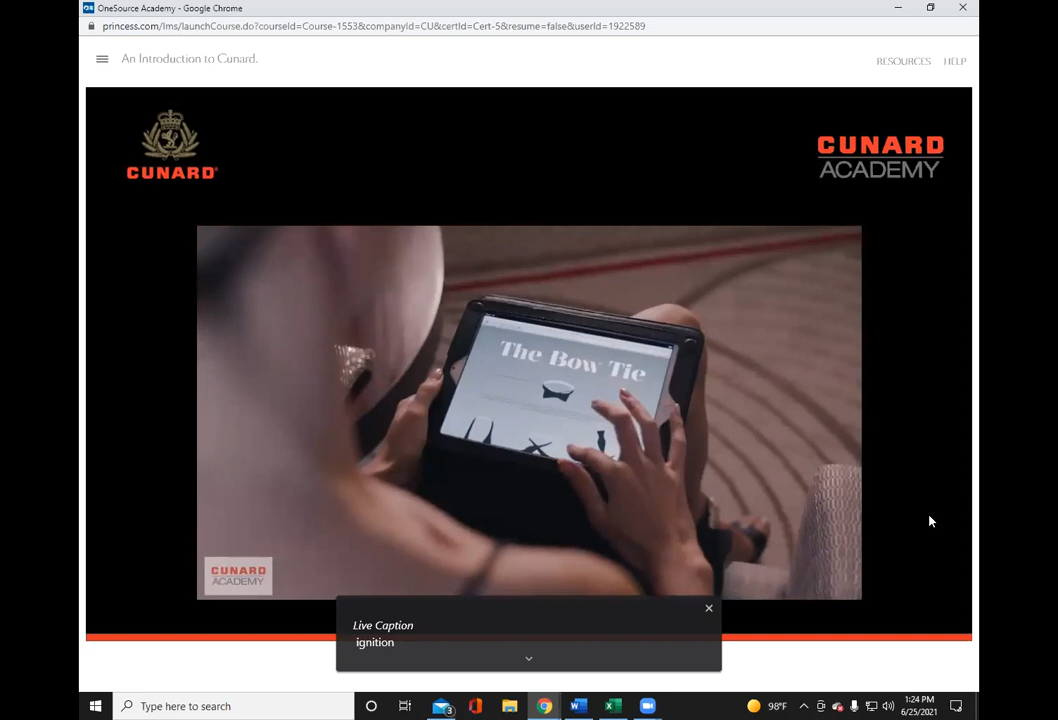 OneSource Academy - Google Chrome
princess.com/lms/launchCourse.do?courseId=Course-1553&companyId=CU&certId=Cert-5&resume=false&userId=1922589
An Introduction to Cunard.
RESOURCES HELP
CUNARD®
CUNARD
ACADEMY
The Bow Tie
CUNARD
ACADEMY
Live Caption
ignition
Type here to search
3
98°F
1:24 PM
6/25/2021